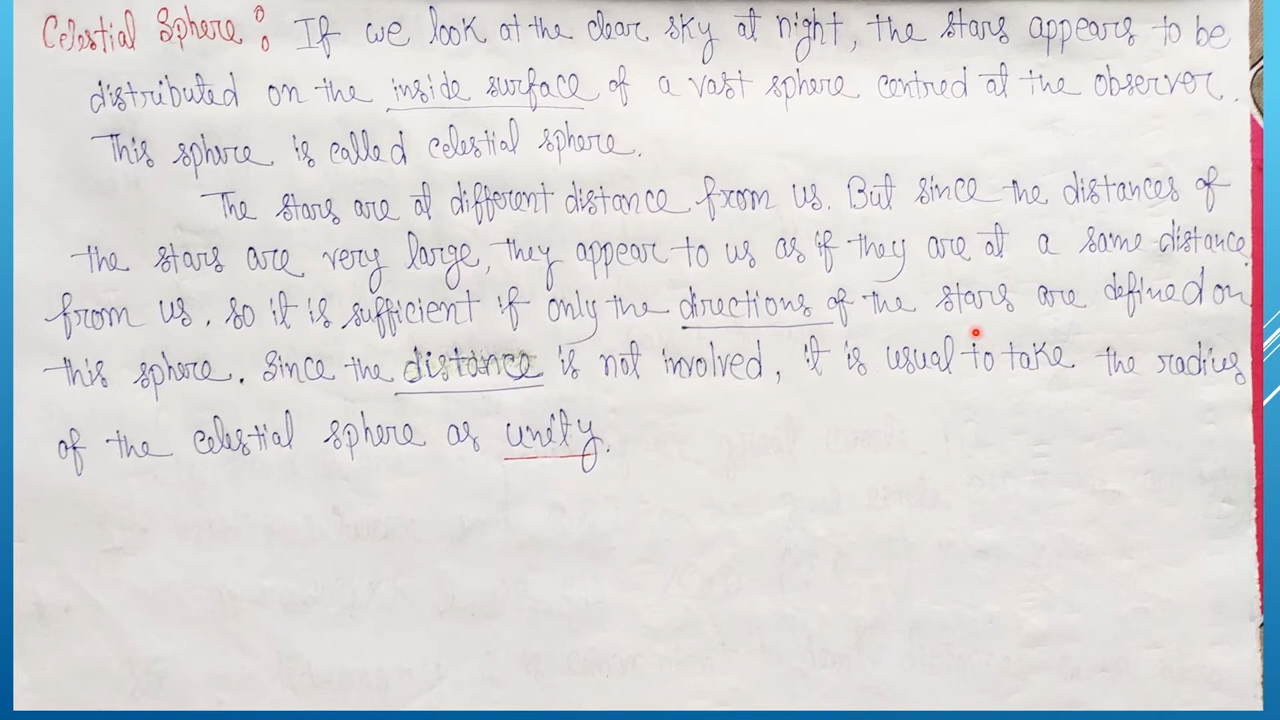 Celestial Sphere : If we look at the clear sky at night, the stars appears to be
distributed on the inside surface of a vast sphere centred at the observer.
This sphere is called celestial sphere.
The stars are at different distance from us. But since the distances of
the stars are very large, they appear to us as if they are at a same distance
from us. So it is sufficient if only the directions of the stars are defined on
this sphere. Since the distance is not involved, it is usual to take the radius
of the celestial sphere as unity.